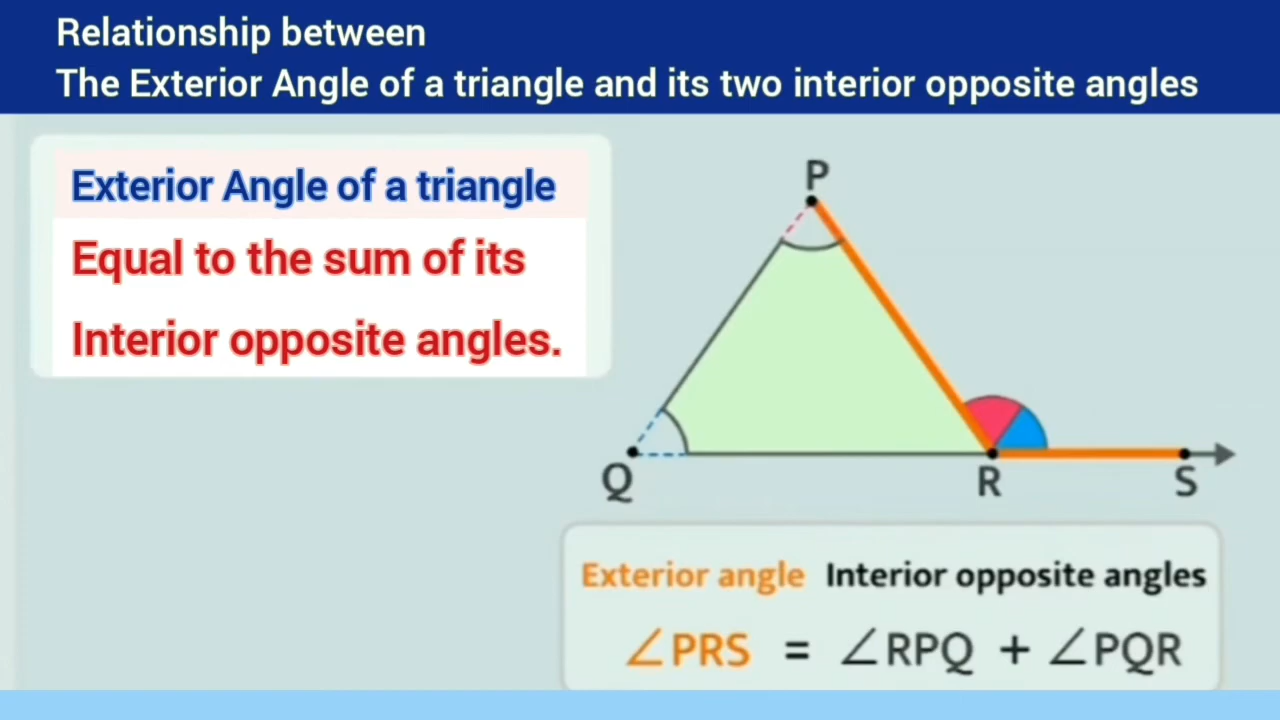 Relationship between
The Exterior Angle of a triangle and its two interior opposite angles
Exterior Angle of a triangle
Equal to the sum of its
Interior opposite angles.
P
Q
R
S
Exterior angle Interior opposite angles
∠PRS = ∠RPQ + ∠PQR